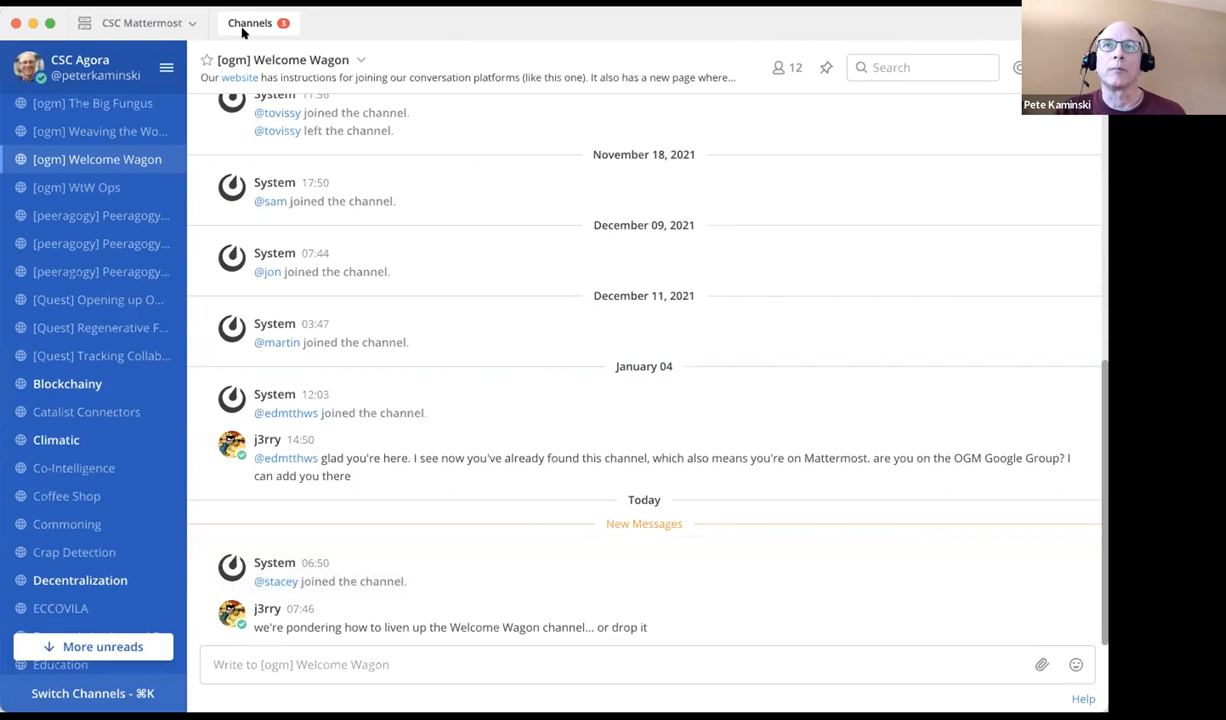 CSC Mattermost
Channels 3
CSC Agora
@peterkaminski
[ogm] The Big Fungus
[ogm] Weaving the Wo...
[ogm] Welcome Wagon
[ogm] WtW Ops
[peeragogy] Peeragogy...
[peeragogy] Peeragogy...
[peeragogy] Peeragogy...
[Quest] Opening up O...
[Quest] Regenerative F...
[Quest] Tracking Collab...
Blockchainy
Catalist Connectors
Climatic
Co-Intelligence
Coffee Shop
Commoning
Crap Detection
Decentralization
ECCOVILA
More unreads
Education
Switch Channels - ⌘K
[ogm] Welcome Wagon
Our website has instructions for joining our conversation platforms (like this one). It also has a new page where...
12
Search
Pete Kaminski
System 11:36
@tovissy joined the channel.
@tovissy left the channel.
November 18, 2021
System 17:50
@sam joined the channel.
December 09, 2021
System 07:44
@jon joined the channel.
December 11, 2021
System 03:47
@martin joined the channel.
January 04
System 12:03
@edmtthws joined the channel.
j3rry 14:50
@edmtthws glad you're here. I see now you've already found this channel, which also means you're on Mattermost. are you on the OGM Google Group? I
can add you there
Today
New Messages
System 06:50
@stacey joined the channel.
j3rry 07:46
we're pondering how to liven up the Welcome Wagon channel... or drop it
Write to [ogm] Welcome Wagon
Help